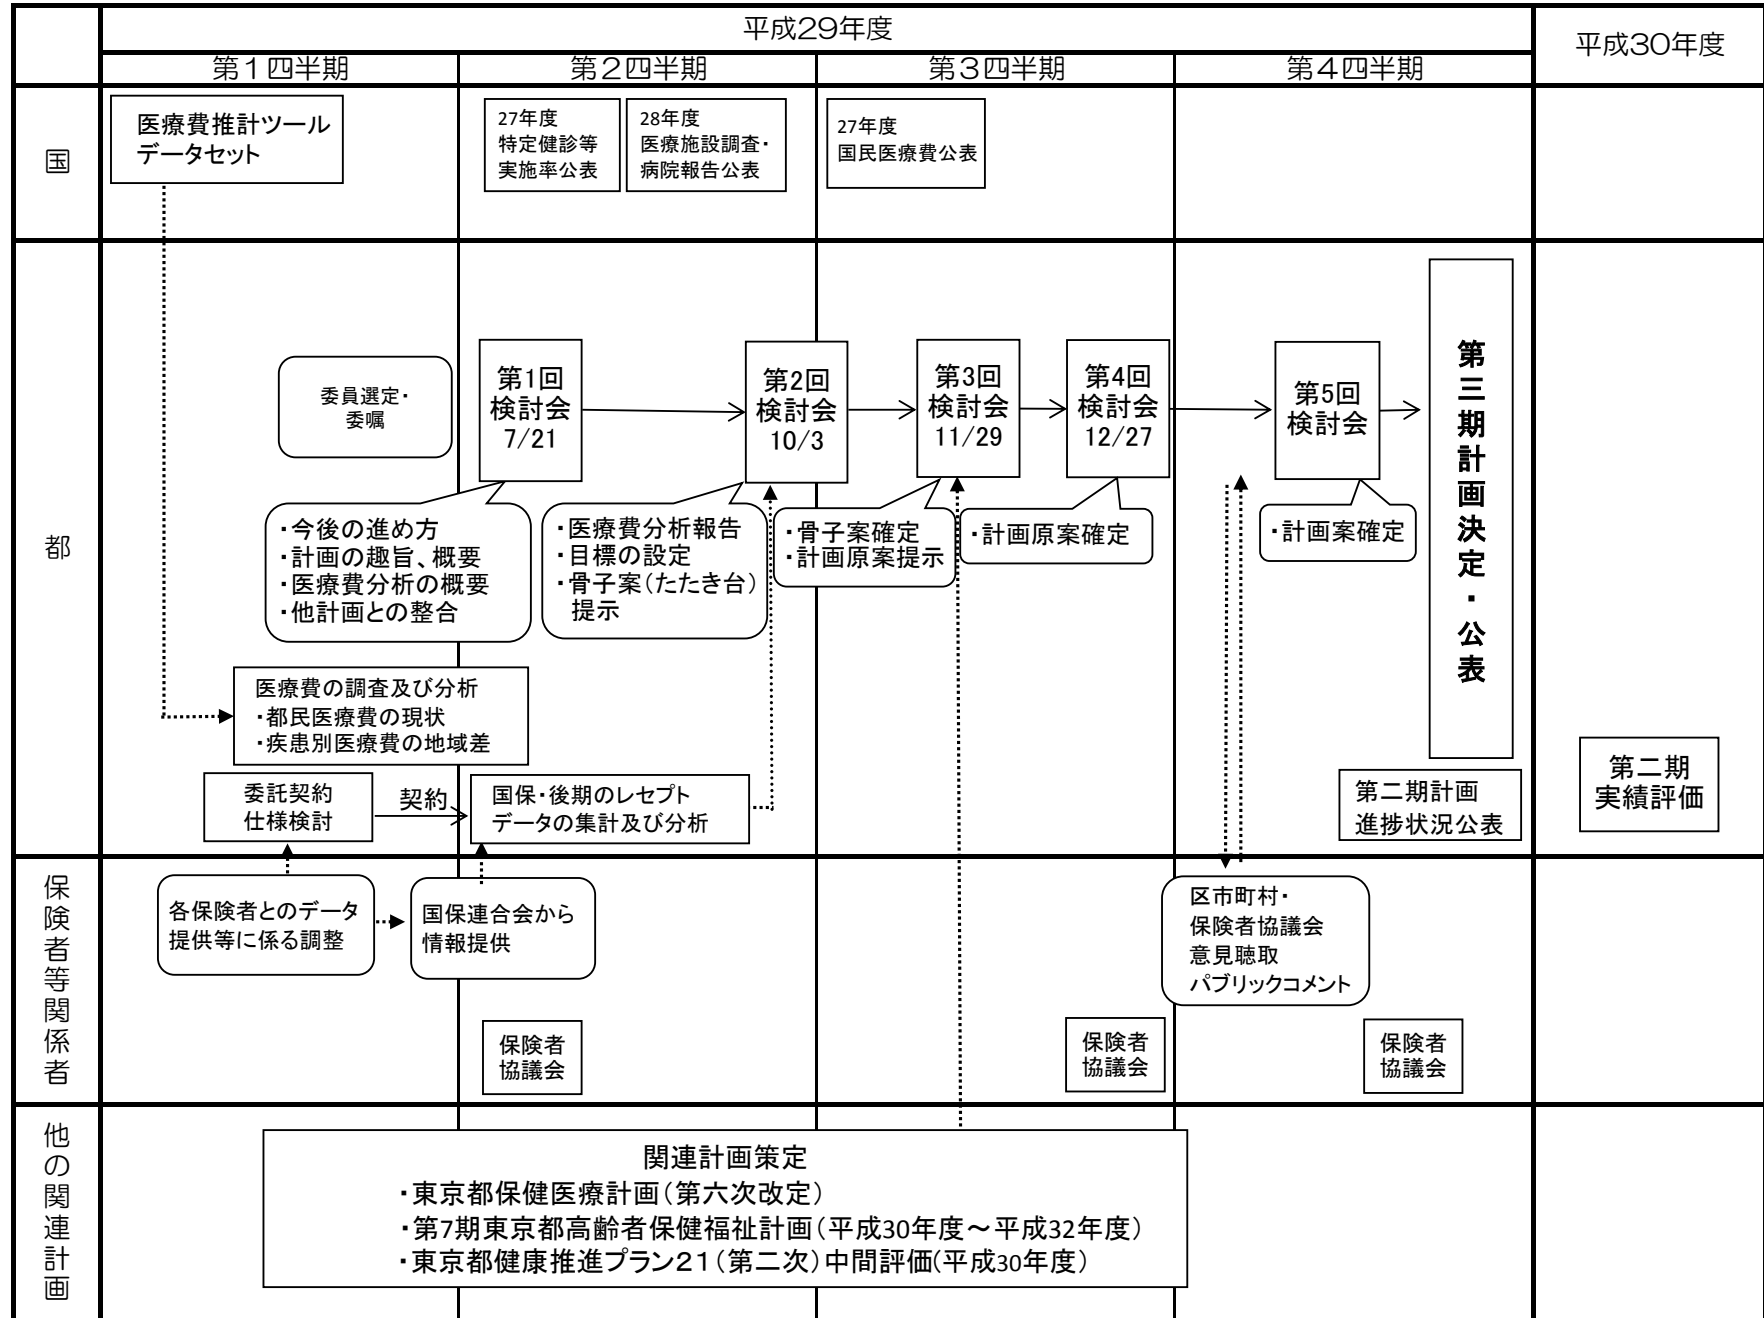 平成29年度
平成30年度
第1四半期
第2四半期
第3四半期
第4四半期
国
医療費推計ツール
データセット
27年度
特定健診等
実施率公表
28年度
医療施設調査・
病院報告公表
27年度
国民医療費公表
都
委員選定・
委嘱
第1回
検討会
7/21
第2回
検討会
10/3
第3回
検討会
11/29
第4回
検討会
12/27
第5回
検討会
第三期計画決定・公表
・今後の進め方
・計画の趣旨、概要
・医療費分析の概要
・他計画との整合
・医療費分析報告
・目標の設定
・骨子案（たたき台）
提示
・骨子案確定
・計画原案提示
・計画原案確定
・計画案確定
医療費の調査及び分析
・都民医療費の現状
・疾患別医療費の地域差
委託契約
仕様検討
契約
国保・後期のレセプト
データの集計及び分析
第二期計画
進捗状況公表
第二期
実績評価
保険者等関係者
各保険者とのデータ
提供等に係る調整
国保連合会から
情報提供
区市町村・
保険者協議会
意見聴取
パブリックコメント
保険者
協議会
保険者
協議会
保険者
協議会
他の関連計画
関連計画策定
・東京都保健医療計画（第六次改定）
・第7期東京都高齢者保健福祉計画（平成30年度～平成32年度）
・東京都健康推進プラン21（第二次）中間評価(平成30年度）